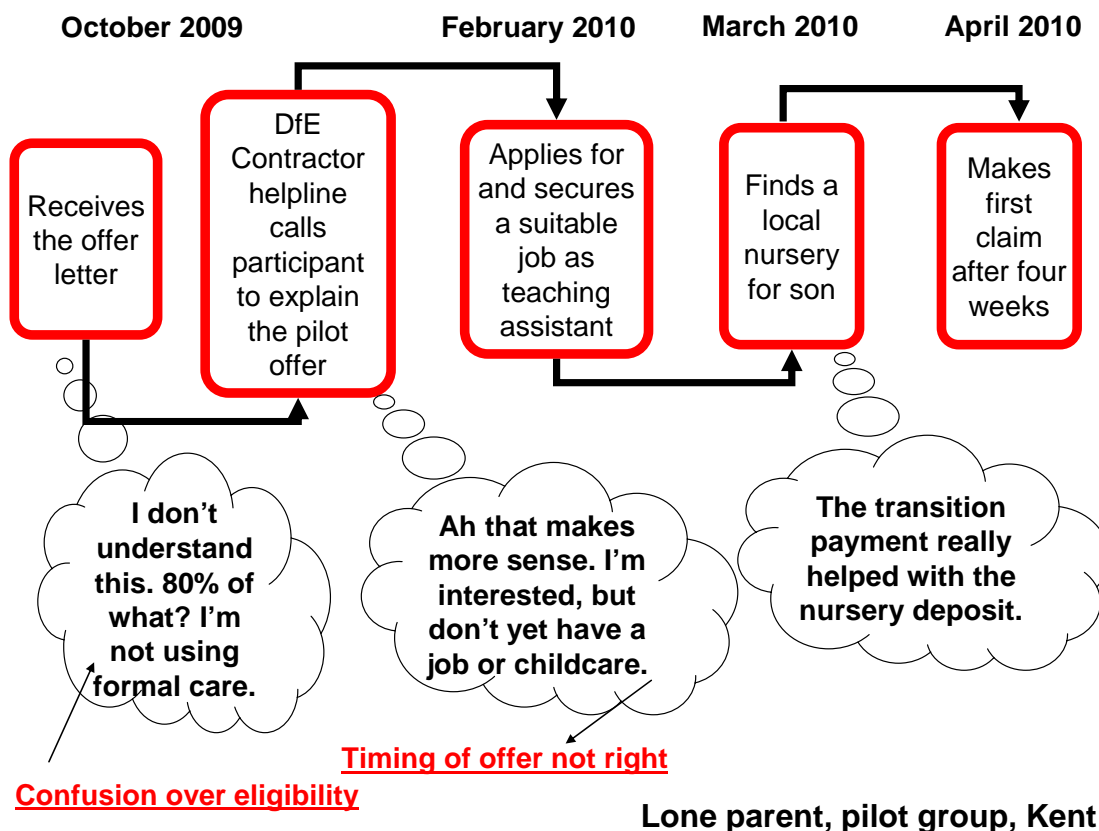 October 2009
February 2010
March 2010
April 2010
Receives
the offer
letter
DfE
Contractor
helpline
calls
participant
to explain
the pilot
offer
Applies for
and secures
a suitable
job as
teaching
assistant
Finds a
local
nursery
for son
Makes
first
claim
after four
weeks
I don’t
understand
this. 80% of
what? I’m
not using
formal care.
Ah that makes
more sense. I’m
interested, but
don’t yet have a
job or childcare.
The transition
payment really
helped with the
nursery deposit.
Timing of offer not right
Confusion over eligibility
Lone parent, pilot group, Kent